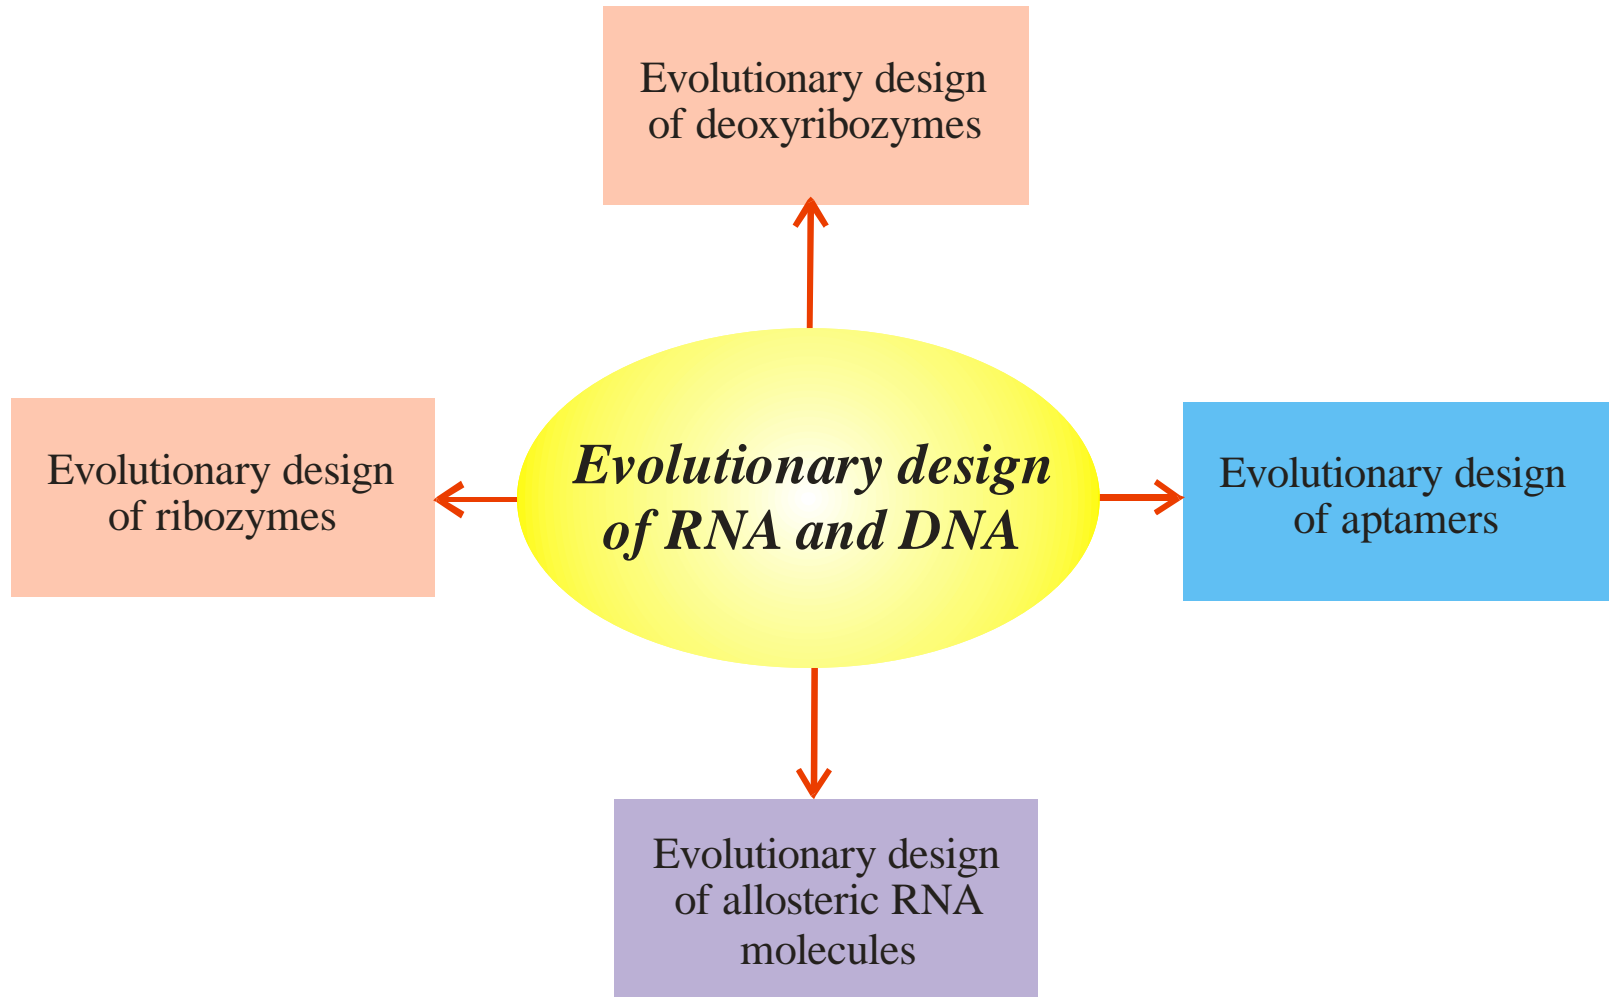 Evolutionary design
of deoxyribozymes
Evolutionary design
of ribozymes
Evolutionary design
of RNA and DNA
Evolutionary design
of aptamers
Evolutionary design
of allosteric RNA
molecules